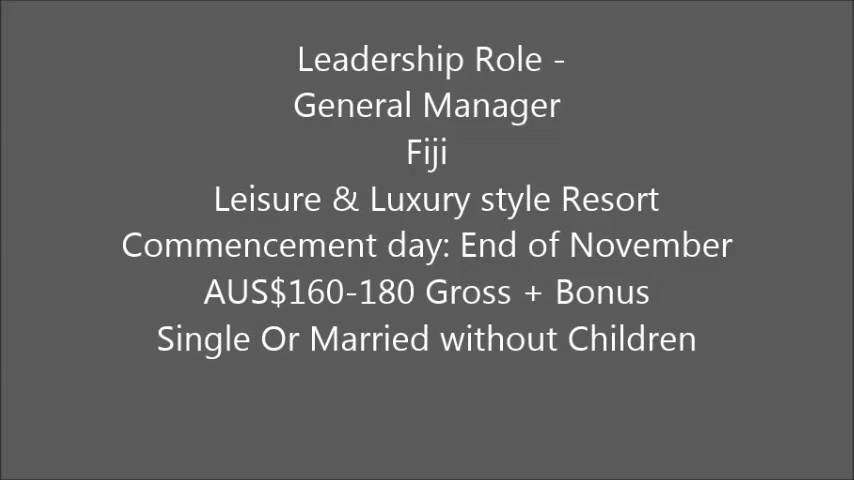 Leadership Role -
General Manager
Fiji
Leisure & Luxury style Resort
Commencement day: End of November
AUS$160-180 Gross + Bonus
Single Or Married without Children